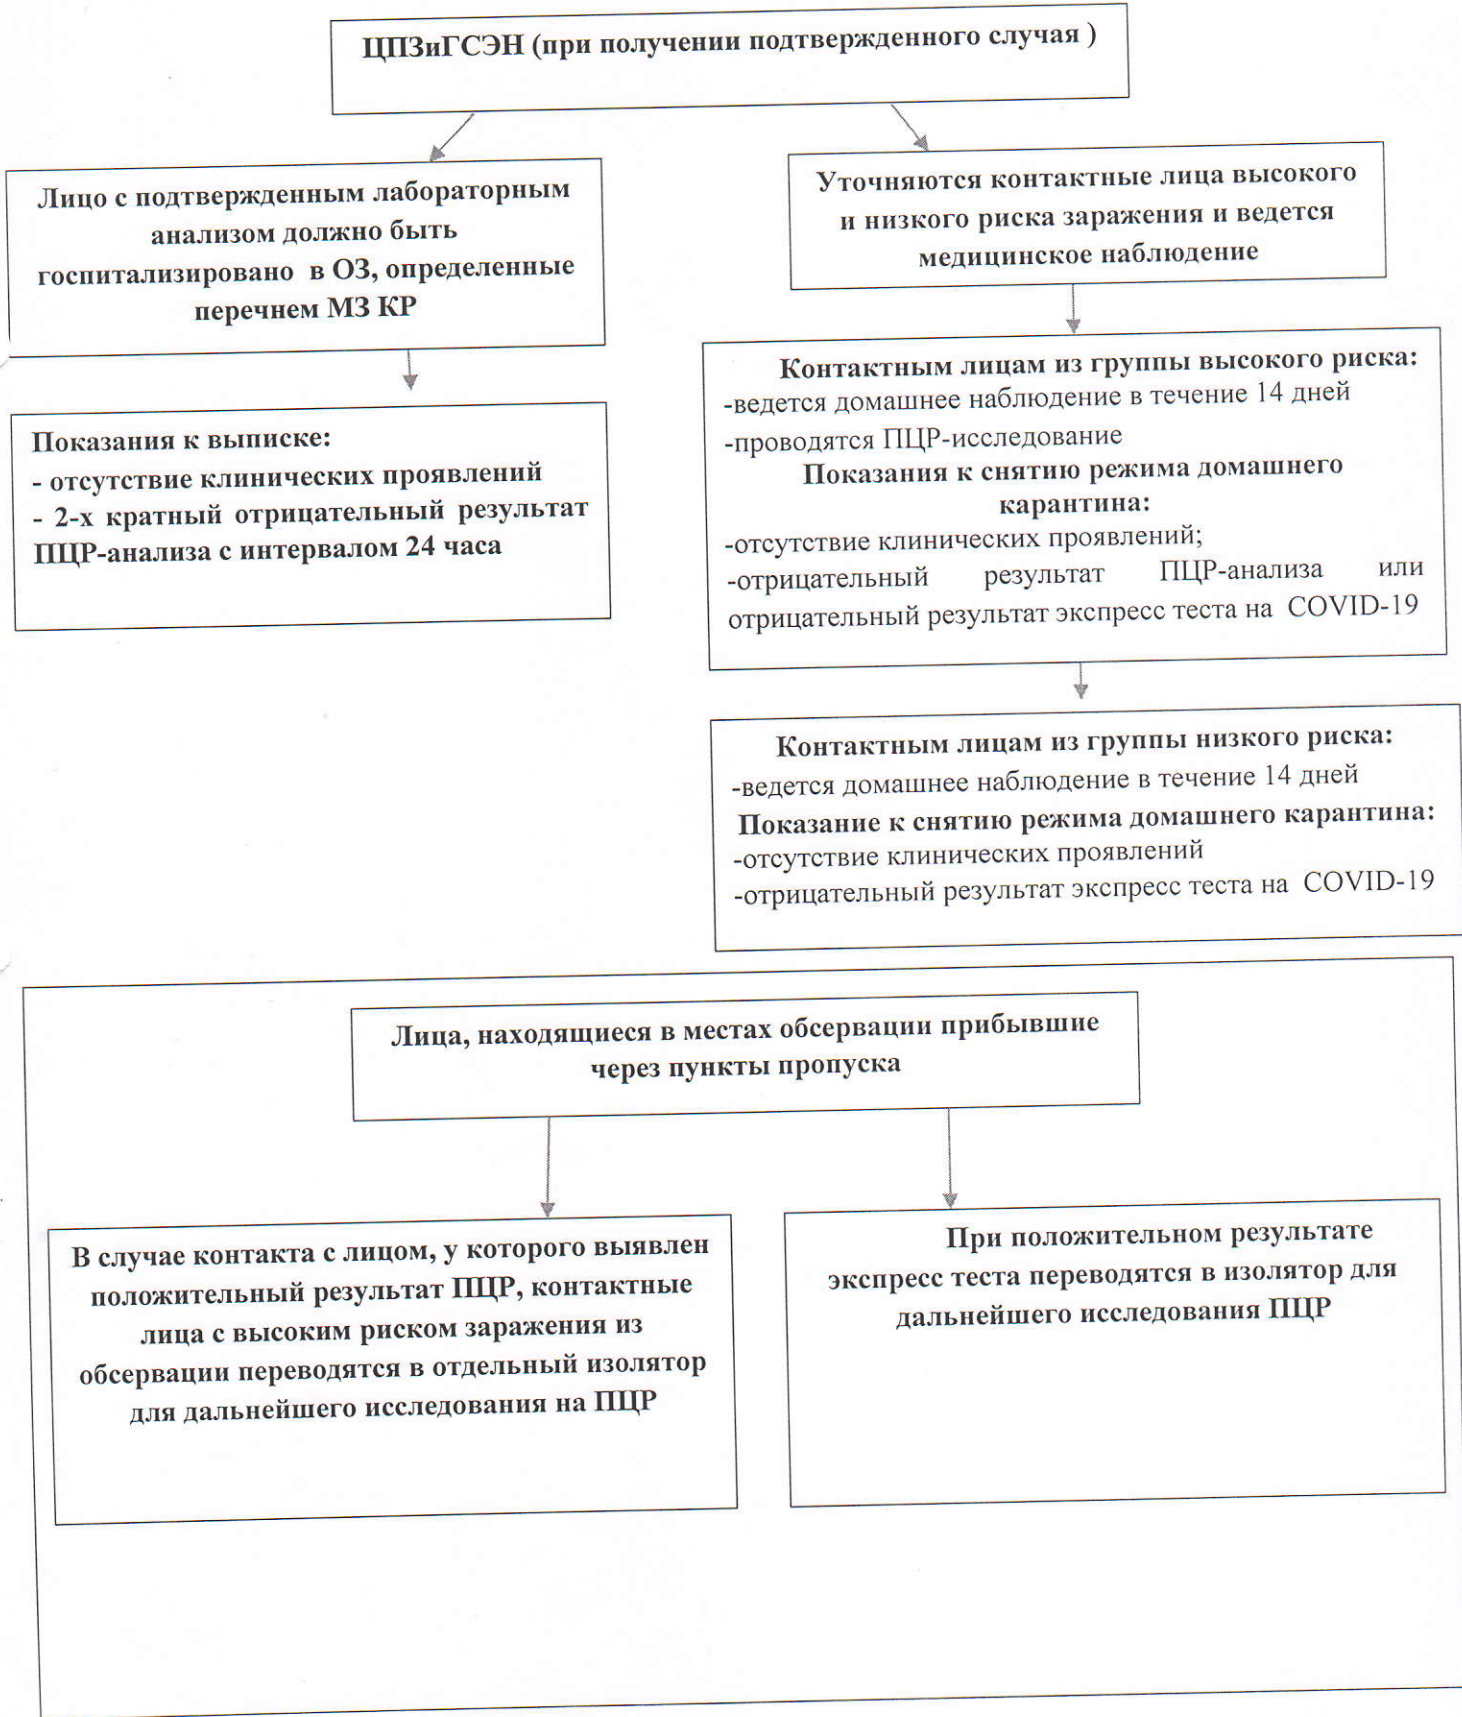 ЦПЗиГСЭН (при получении подтвержденного случая )
Лицо с подтвержденным лабораторным
анализом должно быть
госпитализировано в ОЗ, определенные
перечнем МЗ КР
Показания к выписке:
- отсутствие клинических проявлений
- 2-х кратный отрицательный результат
ПЦР-анализа с интервалом 24 часа
Уточняются контактные лица высокого
и низкого риска заражения и ведется
медицинское наблюдение
Контактным лицам из группы высокого риска:
-ведется домашнее наблюдение в течение 14 дней
-проводятся ПЦР-исследование
Показания к снятию режима домашнего
карантина:
-отсутствие клинических проявлений;
-отрицательный результат ПЦР-анализа или
отрицательный результат экспресс теста на COVID-19
Контактным лицам из группы низкого риска:
-ведется домашнее наблюдение в течение 14 дней
Показание к снятию режима домашнего карантина:
-отсутствие клинических проявлений
-отрицательный результат экспресс теста на COVID-19
Лица, находящиеся в местах обсервации прибывшие
через пункты пропуска
В случае контакта с лицом, у которого выявлен
положительный результат ПЦР, контактные
лица с высоким риском заражения из
обсервации переводятся в отдельный изолятор
для дальнейшего исследования на ПЦР
При положительном результате
экспресс теста переводятся в изолятор для
дальнейшего исследования ПЦР